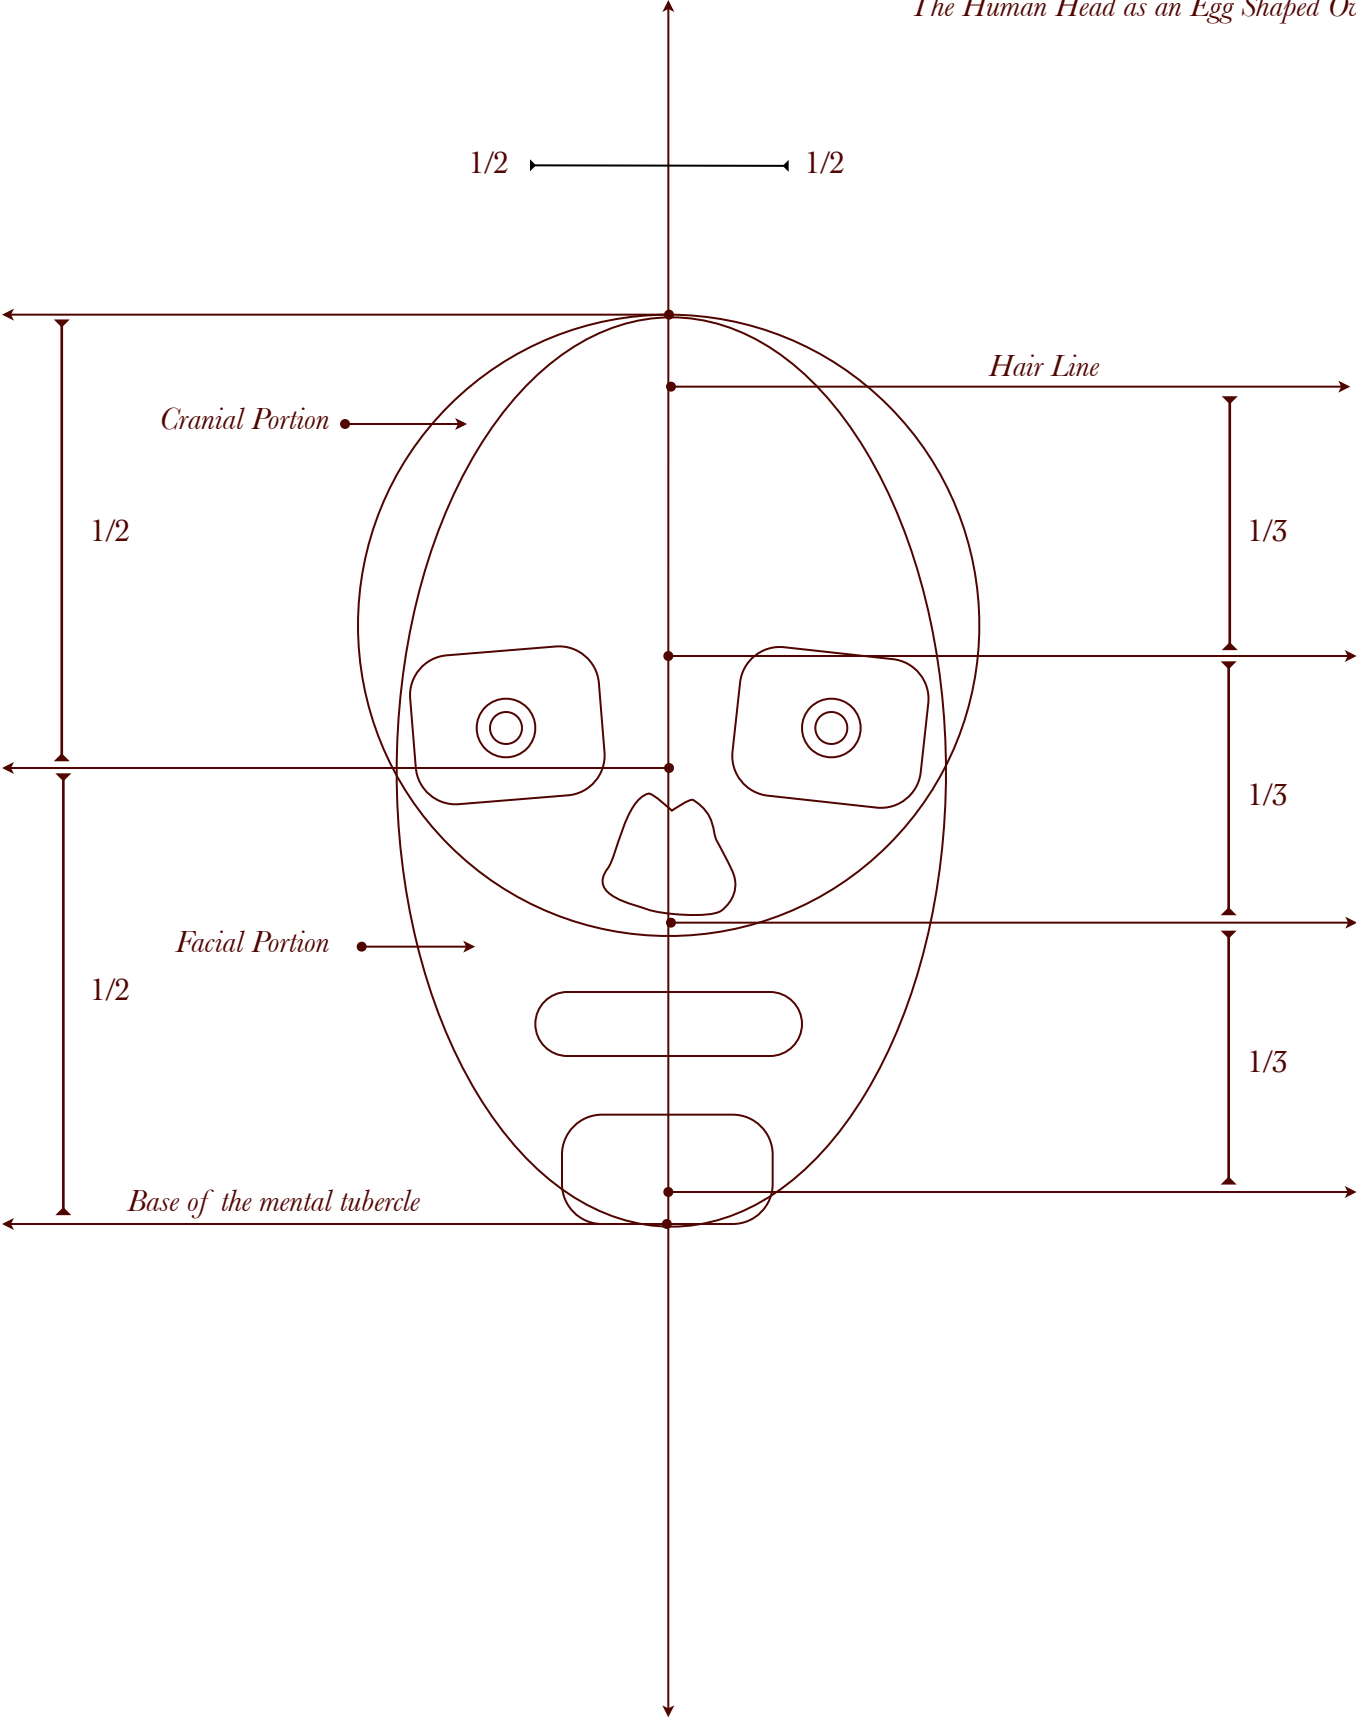 The Human Head as an Egg Shaped
1/2 1/2
Hair Line
Cranial Portion
1/2
1/3
1/3
Facial Portion
1/2
1/3
Base of the mental tubercle